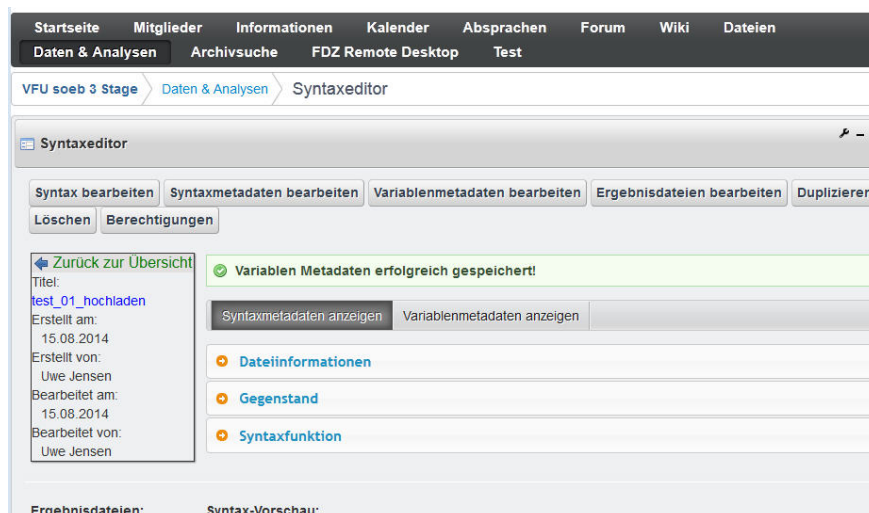 Startseite Mitglieder Informationen Kalender Absprachen Forum Wiki Dateien
Daten & Analysen Archivsuche FDZ Remote Desktop Test
VFU soeb 3 Stage Daten & Analysen Syntaxeditor
Syntaxeditor
Syntax bearbeiten Syntaxmetadaten bearbeiten Variablenmetadaten bearbeiten Ergebnisdateien bearbeiten Duplizieren
Löschen Berechtigungen
Zurück zur Übersicht
Titel:
test_01_hochladen
Erstellt am:
15.08.2014
Erstellt von:
Uwe Jensen
Bearbeitet am:
15.08.2014
Bearbeitet von:
Uwe Jensen
Variablen Metadaten erfolgreich gespeichert!
Syntaxmetadaten anzeigen Variablenmetadaten anzeigen
Dateiinformationen
Gegenstand
Syntaxfunktion
Ergebnisdateien: Syntax-Vorschau: